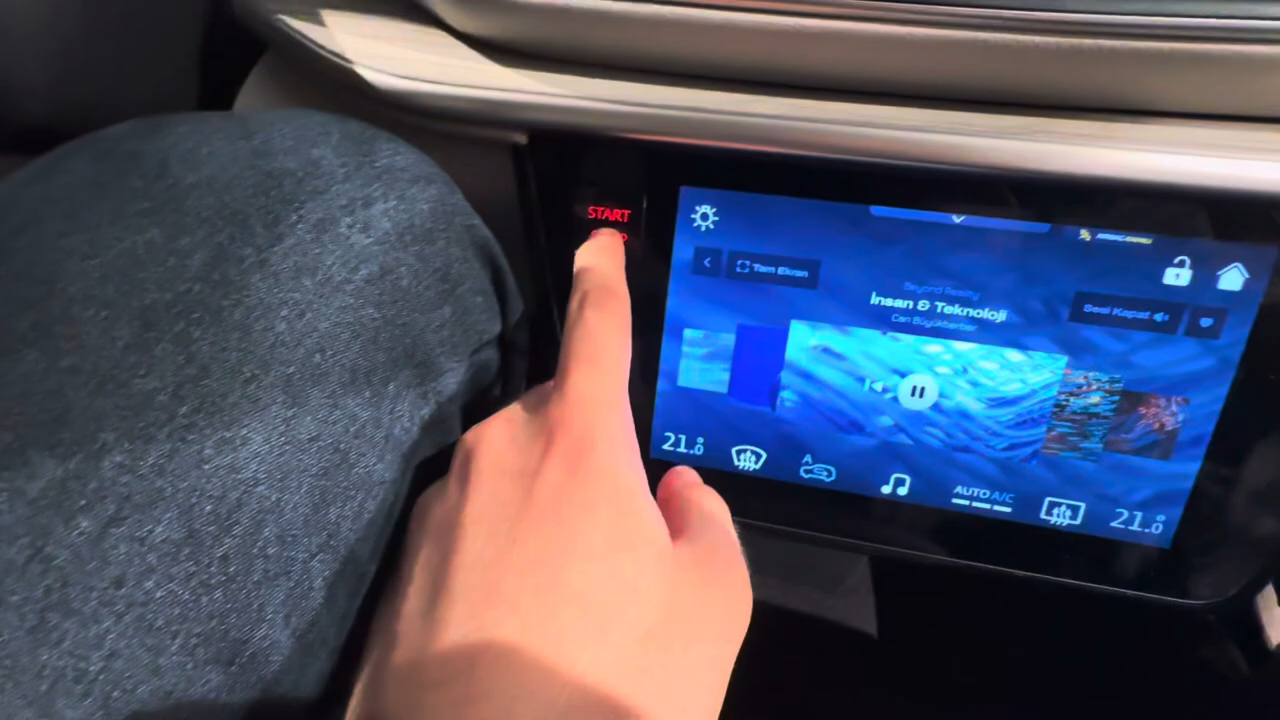 START
Tam Ekran
Beyond Reality
İnsan & Teknoloji
Can Büyükberber
Sesi Kapat
21.0
A
AUTO A/C
21.0